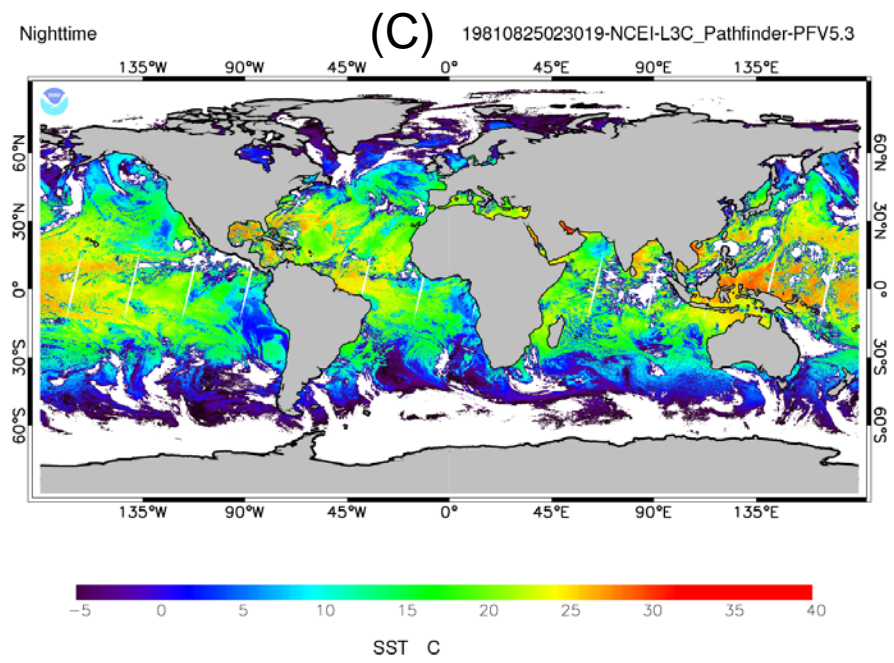 Nighttime (C) 19810825023019-NCEI-L3C_Pathfinder-PFV5.3
135°W 90°W 45°W 0° 45°E 90°E 135°E
60°N 60°N
30°N 30°N
0° 0°
30°S 30°S
60°S 60°S
135°W 90°W 45°W 0° 45°E 90°E 135°E
−5 0 5 10 15 20 25 30 35 40
SST C